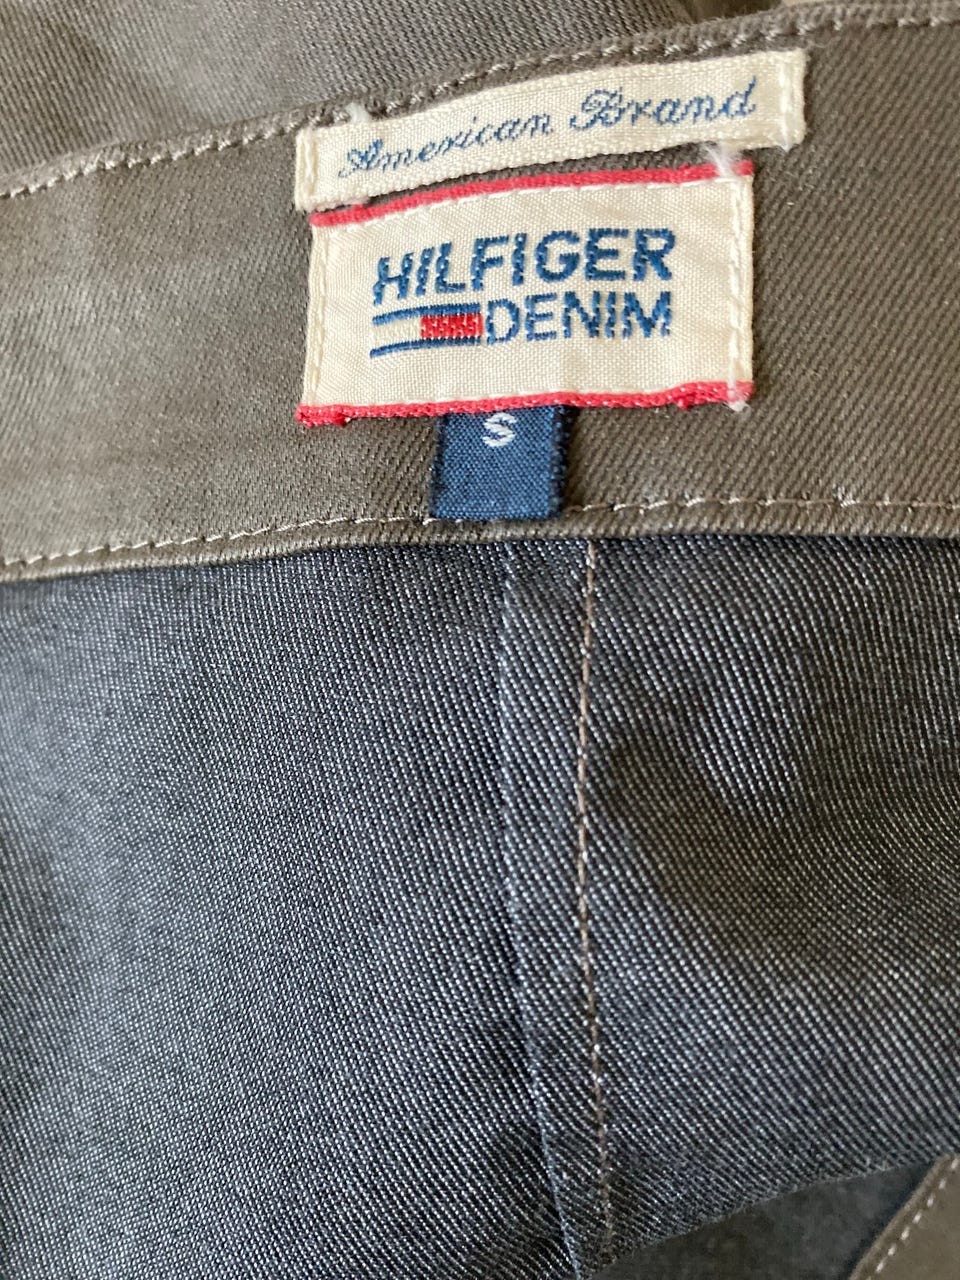 American Brand
HILFIGER
DENIM
S